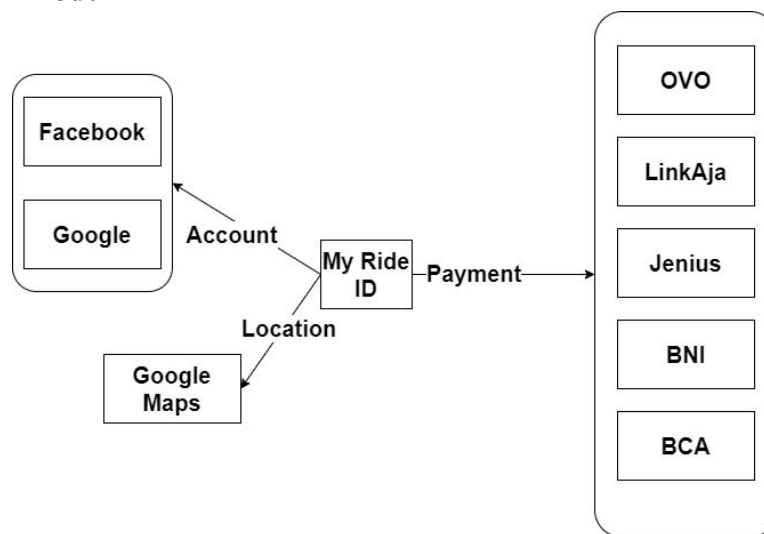 Facebook
Google
Account
My Ride
ID
Payment
Location
Google
Maps
OVO
LinkAja
Jenius
BNI
BCA